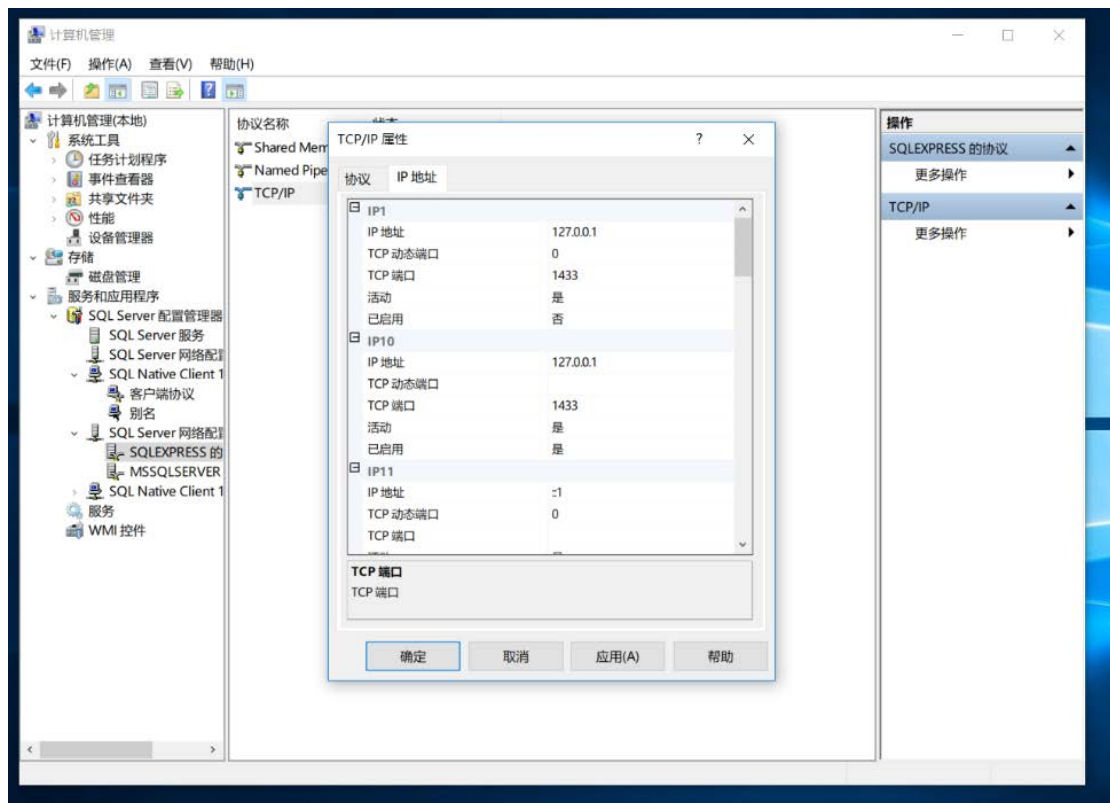 计算机管理
文件(F) 操作(A) 查看(V) 帮助(H)
计算机管理(本地)
系统工具
任务计划程序
事件查看器
共享文件夹
性能
设备管理器
存储
磁盘管理
服务和应用程序
SQL Server 配置管理器
SQL Server 服务
SQL Server 网络配
SQL Native Client 1
客户端协议
别名
SQL Server 网络配
SQLEXPRESS 的
MSSQLSERVER
SQL Native Client 1
服务
WMI 控件
协议名称
Shared Mem
Named Pipe
TCP/IP
TCP/IP 属性
协议 IP 地址
IP1
IP 地址 127.0.0.1
TCP 动态端口 0
TCP 端口 1433
活动 是
已启用 否
IP10
IP 地址 127.0.0.1
TCP 动态端口
TCP 端口 1433
活动 是
已启用 是
IP11
IP 地址 ::1
TCP 动态端口 0
TCP 端口
TCP 端口
TCP 端口
确定 取消 应用(A) 帮助
操作
SQLEXPRESS 的协议
更多操作
TCP/IP
更多操作